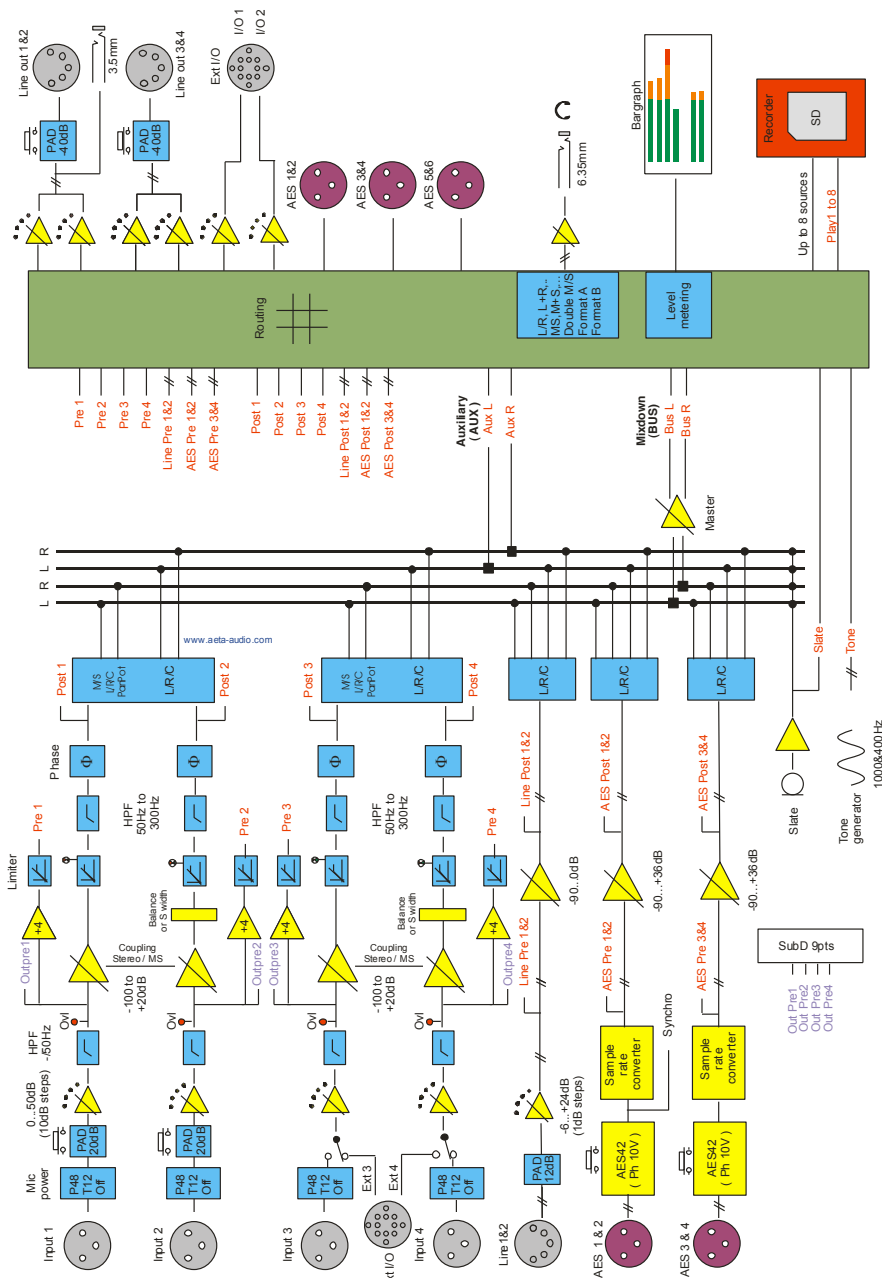 Line out 1&2
3.5mm
Line out 3&4
Ext I/O
I/O 1
I/O 2
PAD
-40dB
PAD
-40dB
AES 1&2
AES 3&4
AES 5&6
6.35mm
Bargraph
Recorder
SD
Up to 8 sources
Play1 to 8
Routing
L/R, L+R,..
MS, M+S,...
Double M/S
Format A
Format B
Level
metering
Pre 1
Pre 2
Pre 3
Pre 4
Line Pre 1&2
AES Pre 1&2
AES Pre 3&4
Post 1
Post 2
Post 3
Post 4
Line Post 1&2
AES Post 1&2
AES Post 3&4
Auxiliary
(AUX)
Aux L
Aux R
Mixdown
(BUS)
Bus L
Bus R
Master
R
L
R
L
www.aeta-audio.com
Post 1
M/S
L/R/C
PanPot
L/R/C
Post 2
Post 3
M/S
L/R/C
PanPot
L/R/C
Post 4
L/R/C
L/R/C
L/R/C
Slate
Tone
Phase
Φ
Φ
Φ
Φ
HPF
50Hz to
300Hz
HPF
50Hz to
300Hz
Line Post 1&2
AES Post 1&2
AES Post 3&4
Slate
Tone
generator
1000&400Hz
Limiter
Pre 1
Pre 2
Pre 3
Pre 4
+4
+4
+4
+4
Balance
or S width
Balance
or S width
-90...0dB
-90...+36dB
-90...+36dB
Outpre1
Coupling
Stereo / MS
-100 to
+20dB
Outpre2
Outpre3
Coupling
Stereo / MS
-100 to
+20dB
Outpre4
Line Pre 1&2
AES Pre 1&2
AES Pre 3&4
SubD 9pts
Out Pre1
Out Pre2
Out Pre3
Out Pre4
Ovl
Ovl
Ovl
Ovl
HPF
-/50Hz
Synchro
Sample
rate
converter
Sample
rate
converter
0...50dB
(10dB steps)
-6...+24dB
(1dB steps)
PAD
20dB
PAD
20dB
PAD
12dB
AES42
( Ph 10V )
AES42
( Ph 10V )
Mic
power
P48
T12
Off
P48
T12
Off
P48
T12
Off
P48
T12
Off
Ext 3
Ext 4
Input 1
Input 2
Input 3
xt I/O
Input 4
Line1&2
AES 1 & 2
AES 3 & 4